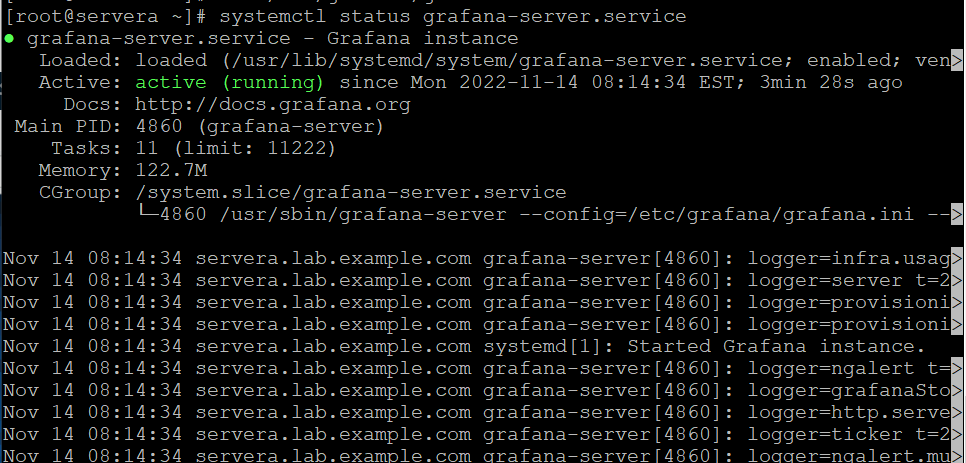 [root@servera ~]# systemctl status grafana-server.service
● grafana-server.service - Grafana instance
   Loaded: loaded (/usr/lib/systemd/system/grafana-server.service; enabled; ven>
   Active: active (running) since Mon 2022-11-14 08:14:34 EST; 3min 28s ago
     Docs: http://docs.grafana.org
 Main PID: 4860 (grafana-server)
    Tasks: 11 (limit: 11222)
   Memory: 122.7M
   CGroup: /system.slice/grafana-server.service
           └─4860 /usr/sbin/grafana-server --config=/etc/grafana/grafana.ini -->
Nov 14 08:14:34 servera.lab.example.com grafana-server[4860]: logger=infra.usag>
Nov 14 08:14:34 servera.lab.example.com grafana-server[4860]: logger=server t=2>
Nov 14 08:14:34 servera.lab.example.com grafana-server[4860]: logger=provisioni>
Nov 14 08:14:34 servera.lab.example.com grafana-server[4860]: logger=provisioni>
Nov 14 08:14:34 servera.lab.example.com systemd[1]: Started Grafana instance.
Nov 14 08:14:34 servera.lab.example.com grafana-server[4860]: logger=ngalert t=>
Nov 14 08:14:34 servera.lab.example.com grafana-server[4860]: logger=grafanaSto>
Nov 14 08:14:34 servera.lab.example.com grafana-server[4860]: logger=http.serve>
Nov 14 08:14:34 servera.lab.example.com grafana-server[4860]: logger=ticker t=2>
Nov 14 08:14:34 servera.lab.example.com grafana-server[4860]: logger=ngalert.mu>